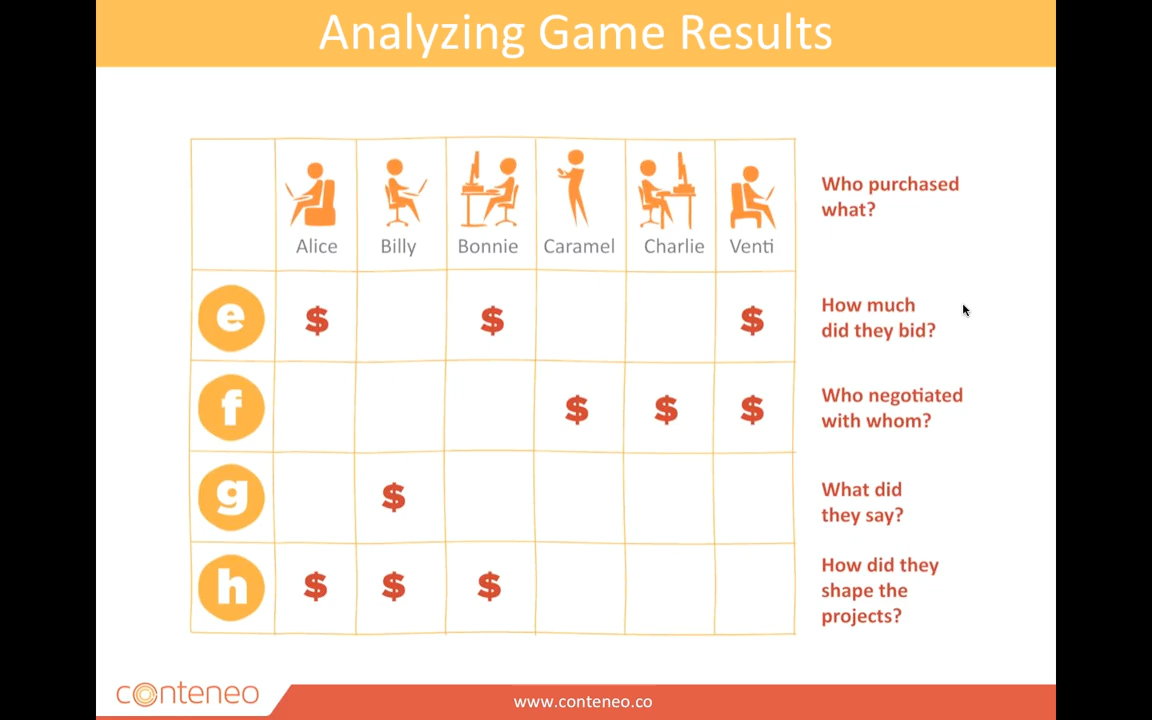 Analyzing Game Results
Alice
Billy
Bonnie
Caramel
Charlie
Venti
Who purchased
what?
e
$
$
$
How much
did they bid?
f
$
$
$
Who negotiated
with whom?
g
$
What did
they say?
h
$
$
$
How did they
shape the
projects?
conteneo
www.conteneo.co